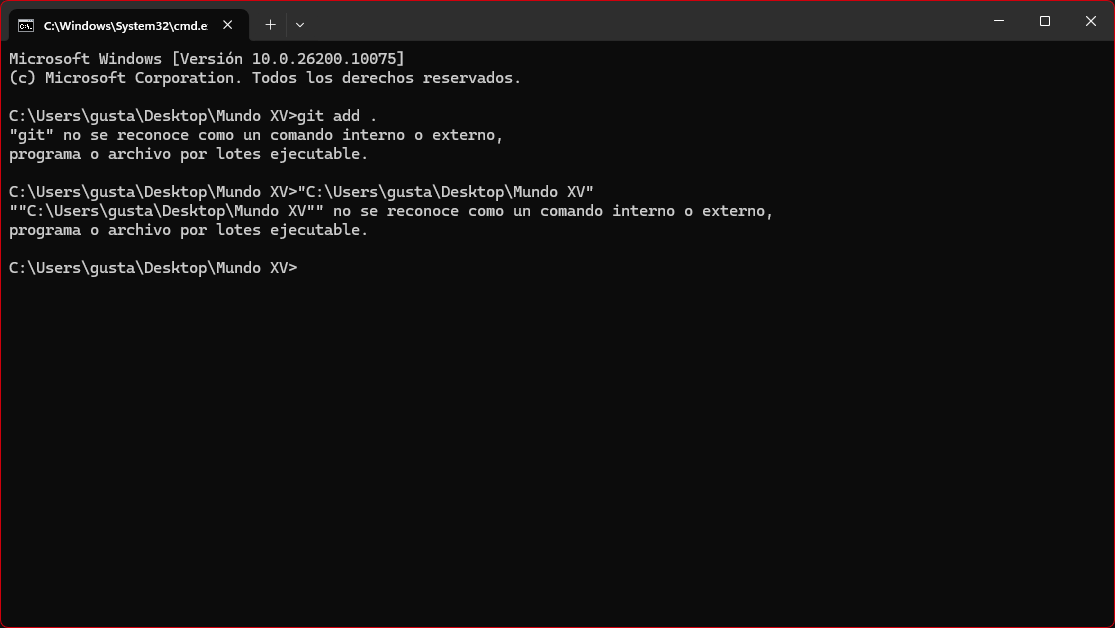 C:\Windows\System32\cmd.e
Microsoft Windows [Versión 10.0.26200.10075]
(c) Microsoft Corporation. Todos los derechos reservados.
C:\Users\gusta\Desktop\Mundo XV>git add .
"git" no se reconoce como un comando interno o externo,
programa o archivo por lotes ejecutable.
C:\Users\gusta\Desktop\Mundo XV>"C:\Users\gusta\Desktop\Mundo XV"
""C:\Users\gusta\Desktop\Mundo XV"" no se reconoce como un comando interno o externo,
programa o archivo por lotes ejecutable.
C:\Users\gusta\Desktop\Mundo XV>